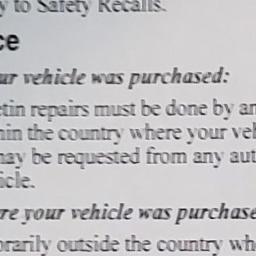 y to Safety Recalls.
ce
ur vehicle was purchased:
etin repairs must be done by an
hin the country where your veh
may be requested from any aut
icle.
re your vehicle was purchase
orarily outside the country wh